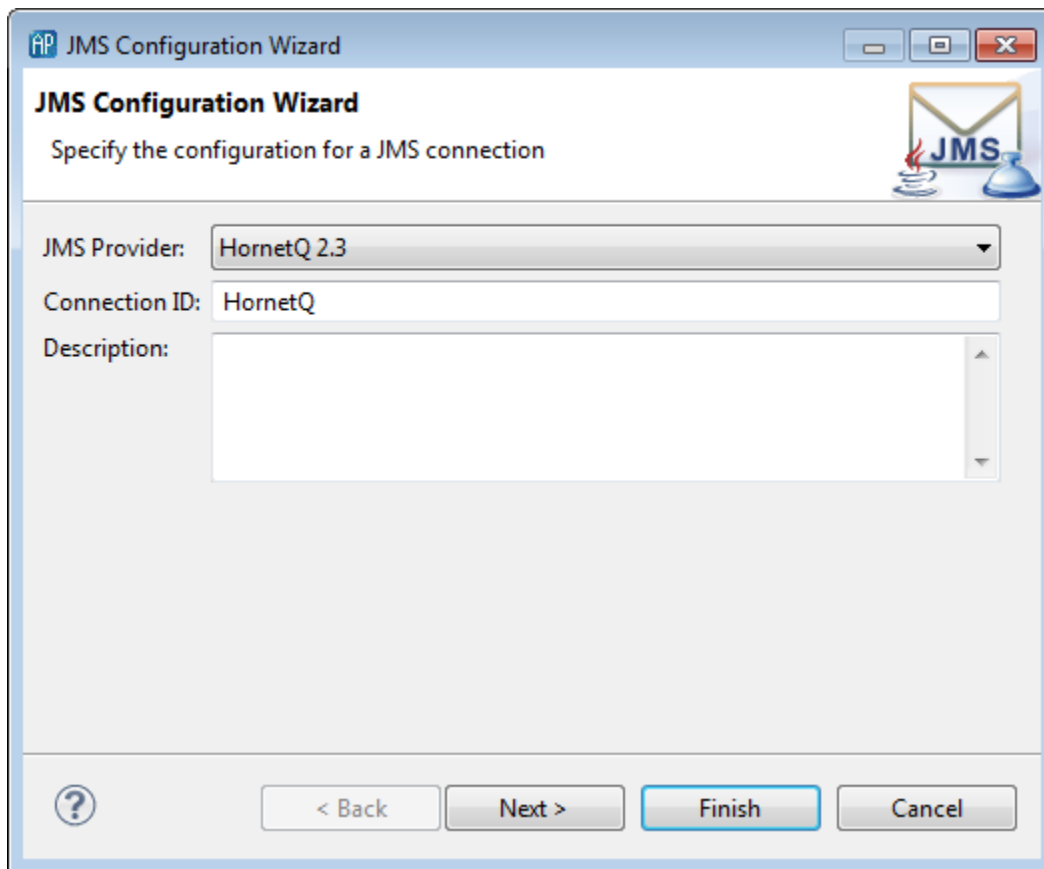 AP JMS Configuration Wizard
JMS Configuration Wizard
Specify the configuration for a JMS connection
JMS
JMS Provider: HornetQ 2.3
Connection ID: HornetQ
Description:
? < Back Next > Finish Cancel